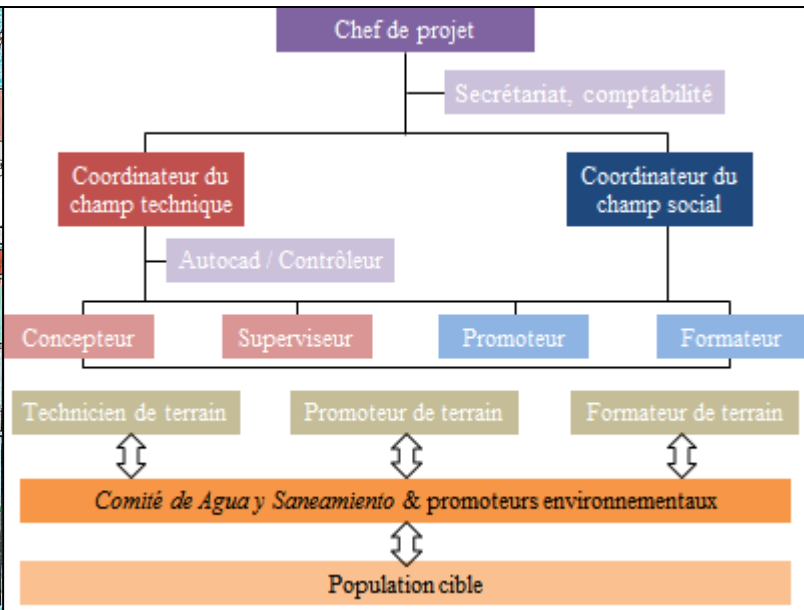 Chef de projet
Secrétariat, comptabilité
Coordinateur du
champ technique
Coordinateur du
champ social
Autocad / Contrôleur
Concepteur
Superviseur
Promoteur
Formateur
Technicien de terrain
Promoteur de terrain
Formateur de terrain
Comité de Agua y Saneamiento & promoteurs environnementaux
Population cible